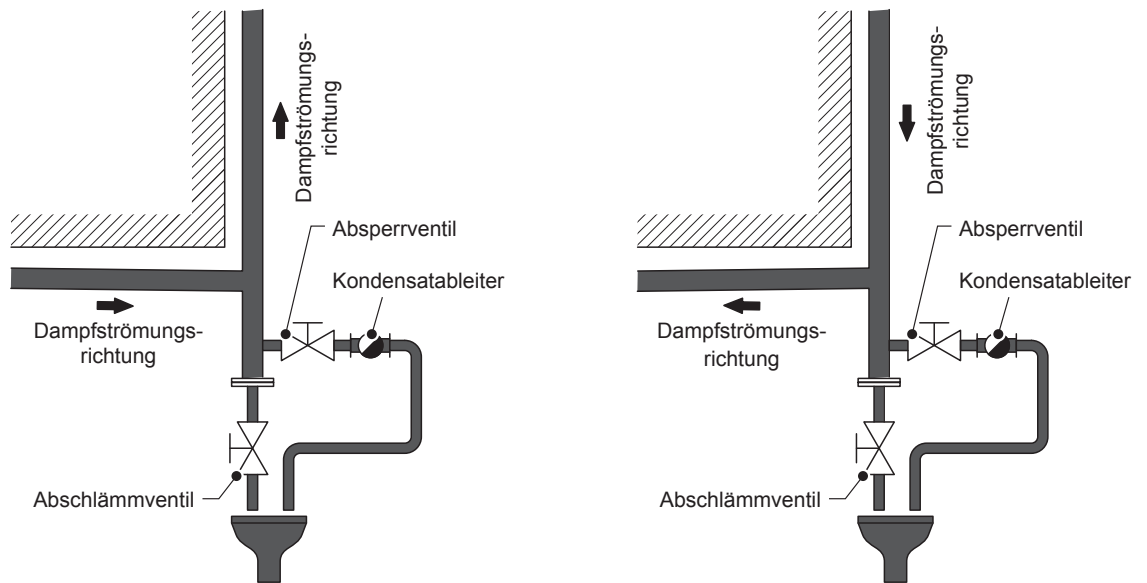 Dampfströmungs-
richtung
Absperrventil
Kondensatableiter
Dampfströmungs-
richtung
Abschlämmventil
Dampfströmungs-
richtung
Absperrventil
Kondensatableiter
Dampfströmungs-
richtung
Abschlämmventil